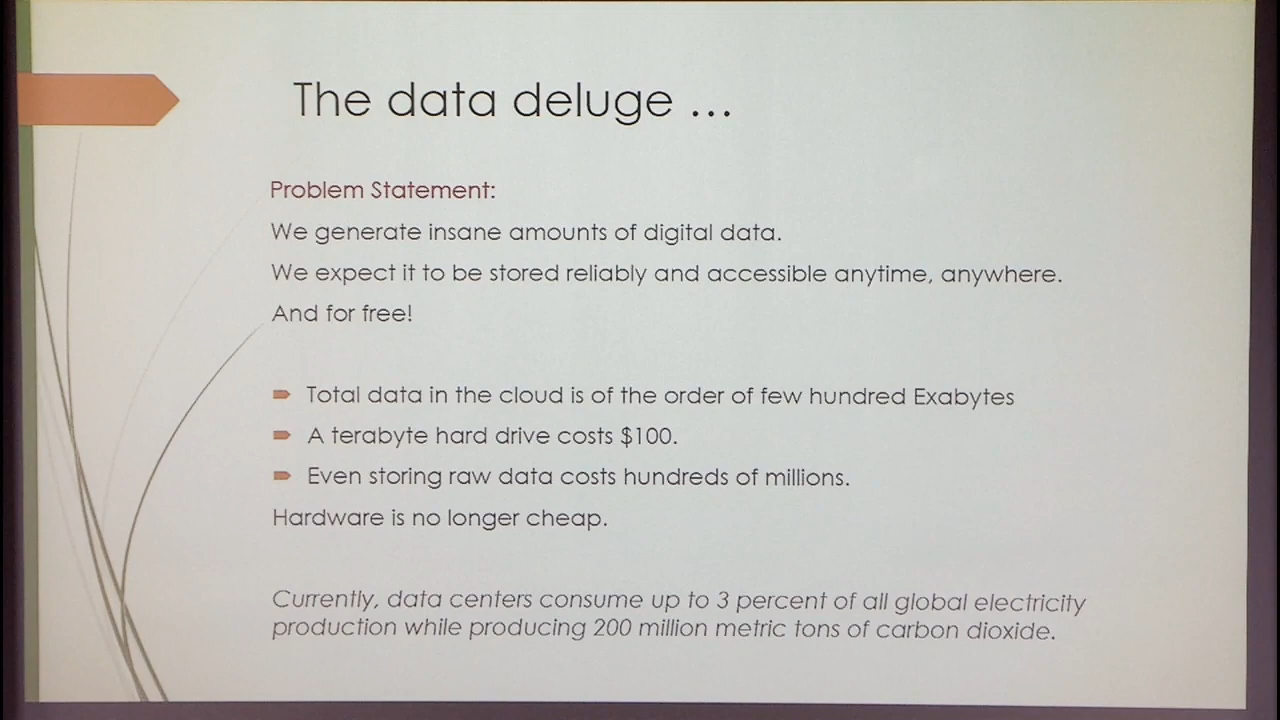 The data deluge ...
Problem Statement:
We generate insane amounts of digital data.
We expect it to be stored reliably and accessible anytime, anywhere.
And for free!
Total data in the cloud is of the order of few hundred Exabytes
A terabyte hard drive costs $100.
Even storing raw data costs hundreds of millions.
Hardware is no longer cheap.
Currently, data centers consume up to 3 percent of all global electricity
production while producing 200 million metric tons of carbon dioxide.